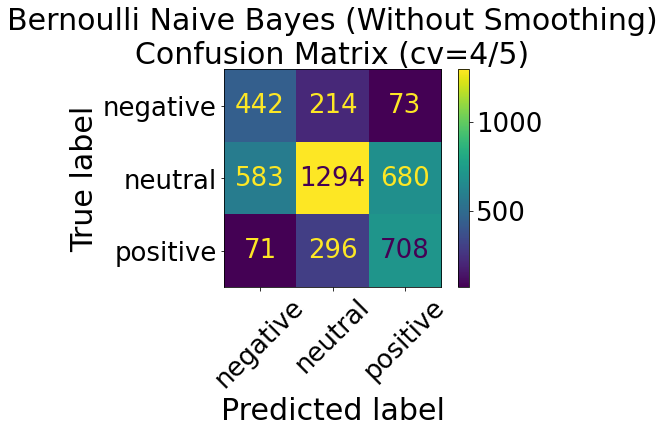 Bernoulli Naive Bayes (Without Smoothing)
Confusion Matrix (cv=4/5)
True label
negative 442 214 73
neutral 583 1294 680
positive 71 296 708
1000
500
negative neutral positive
Predicted label